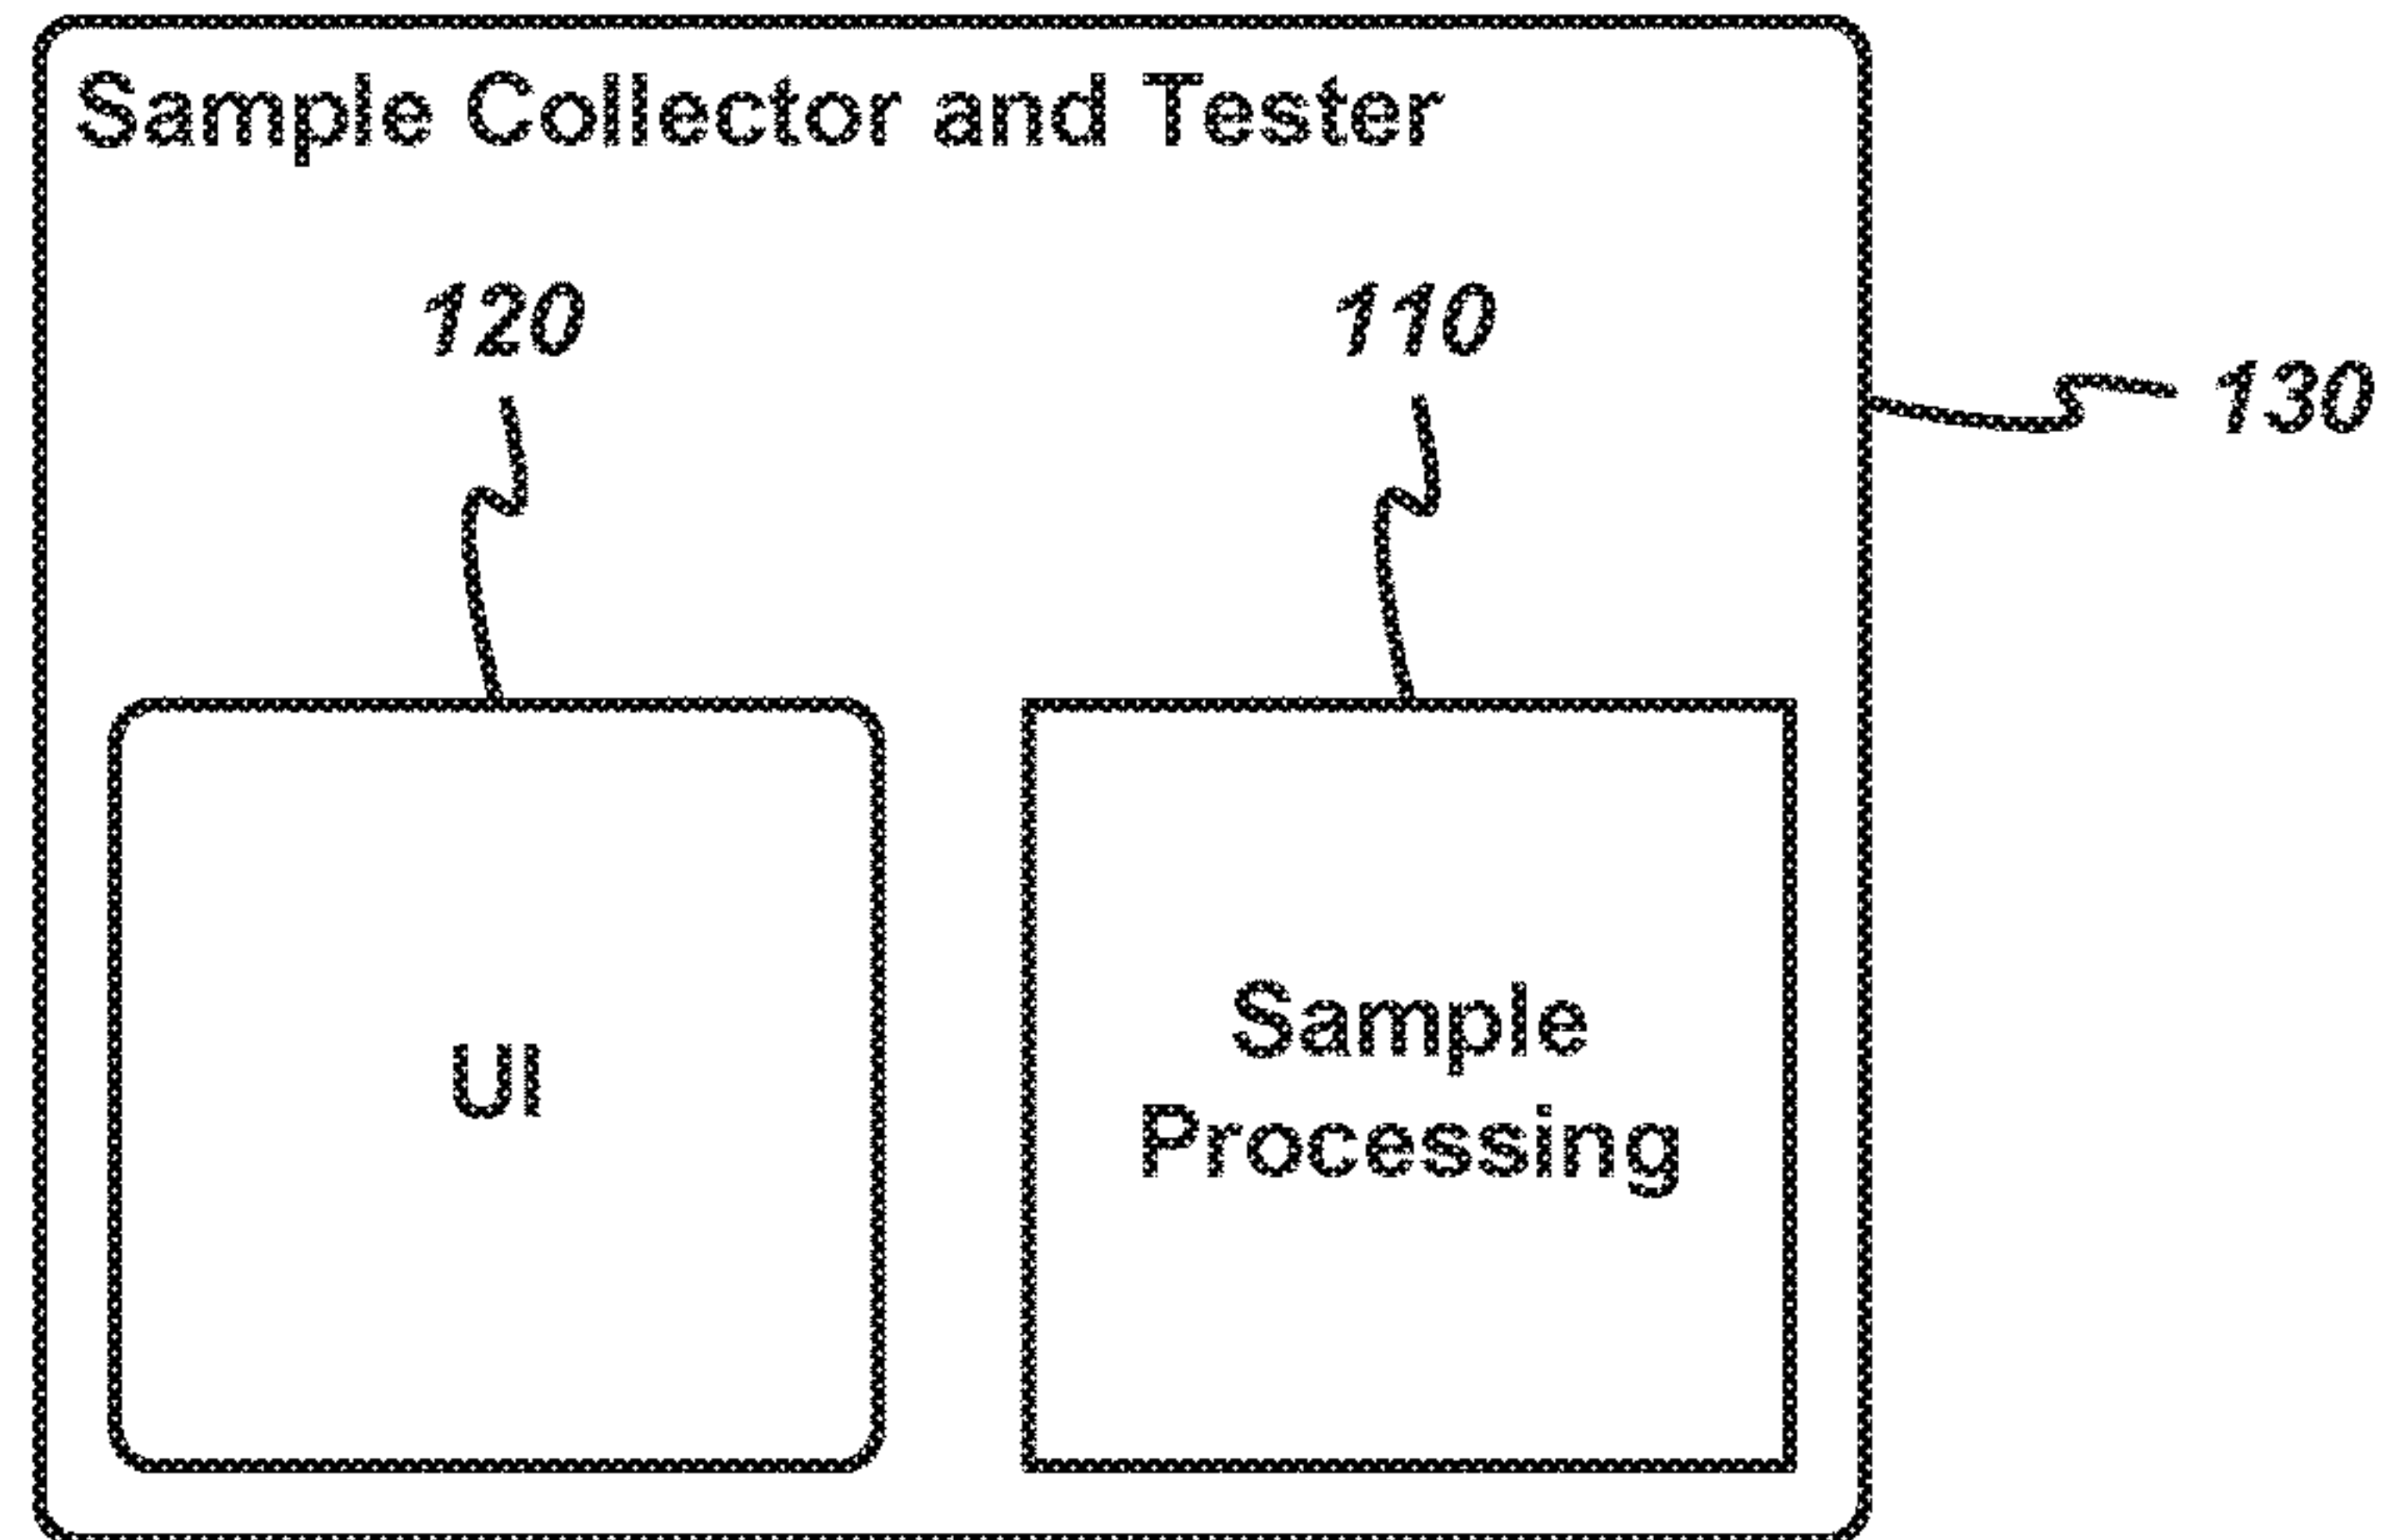 Sample Collector and Tester
120
110
130
UI
Sample
Processing